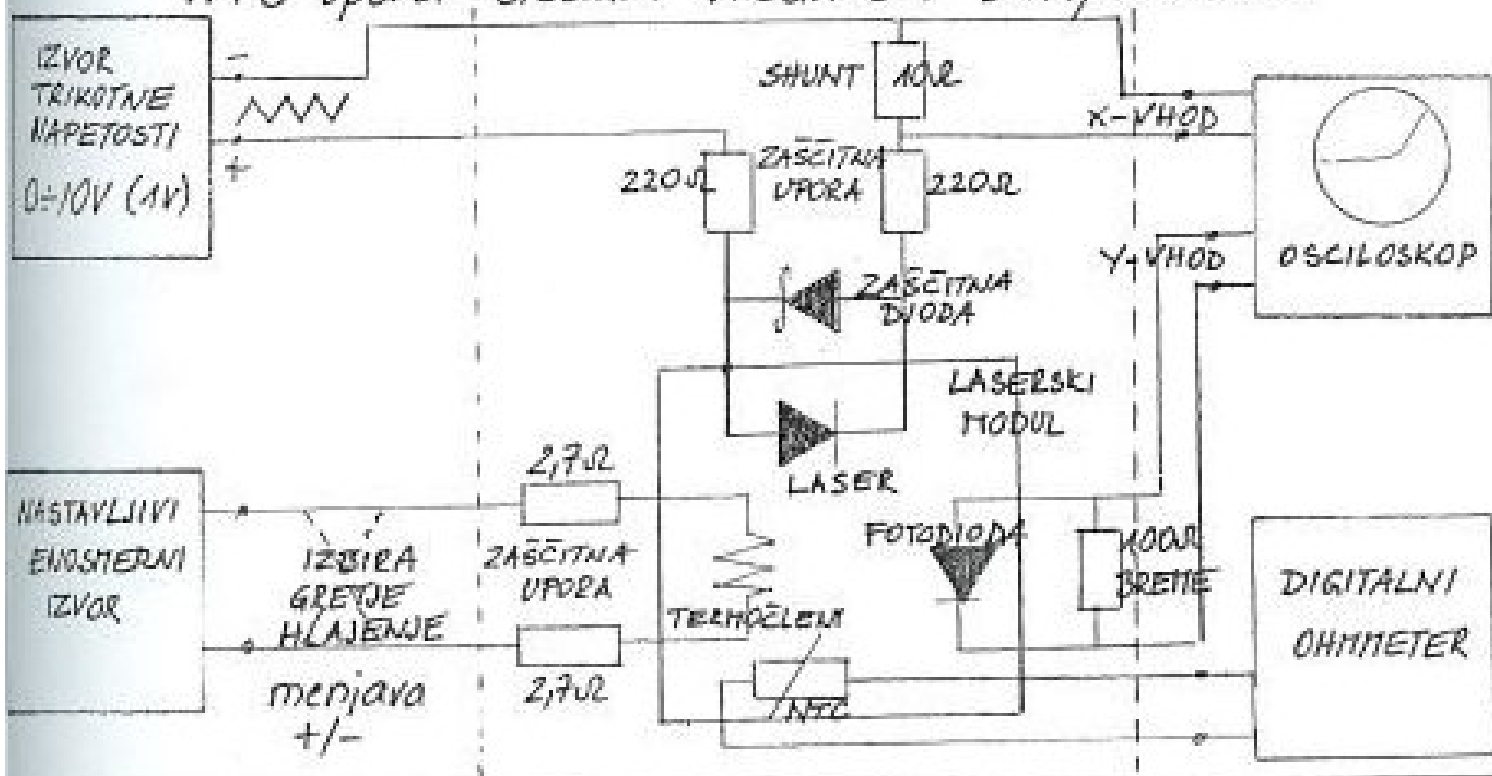 IZVOR
TRIKOTNE
NAPETOSTI
0÷10V (1V)
-
+
SHUNT 10Ω
X-VHOD
220Ω
ZAŠČITNA
UPORA
220Ω
Y-VHOD
OSCILOSKOP
ZAŠČITNA
DIODA
LASERSKI
MODUL
LASER
NASTAVLJIVI
ENOSMERNI
IZVOR
IZBIRA
GRETJE
HLAJENJE
menjava
+/-
2,7Ω
ZAŠČITNA
UPORA
2,7Ω
TERMOČLEN
NTC
FOTODIODA
100Ω
BREME
DIGITALNI
OHMMETER